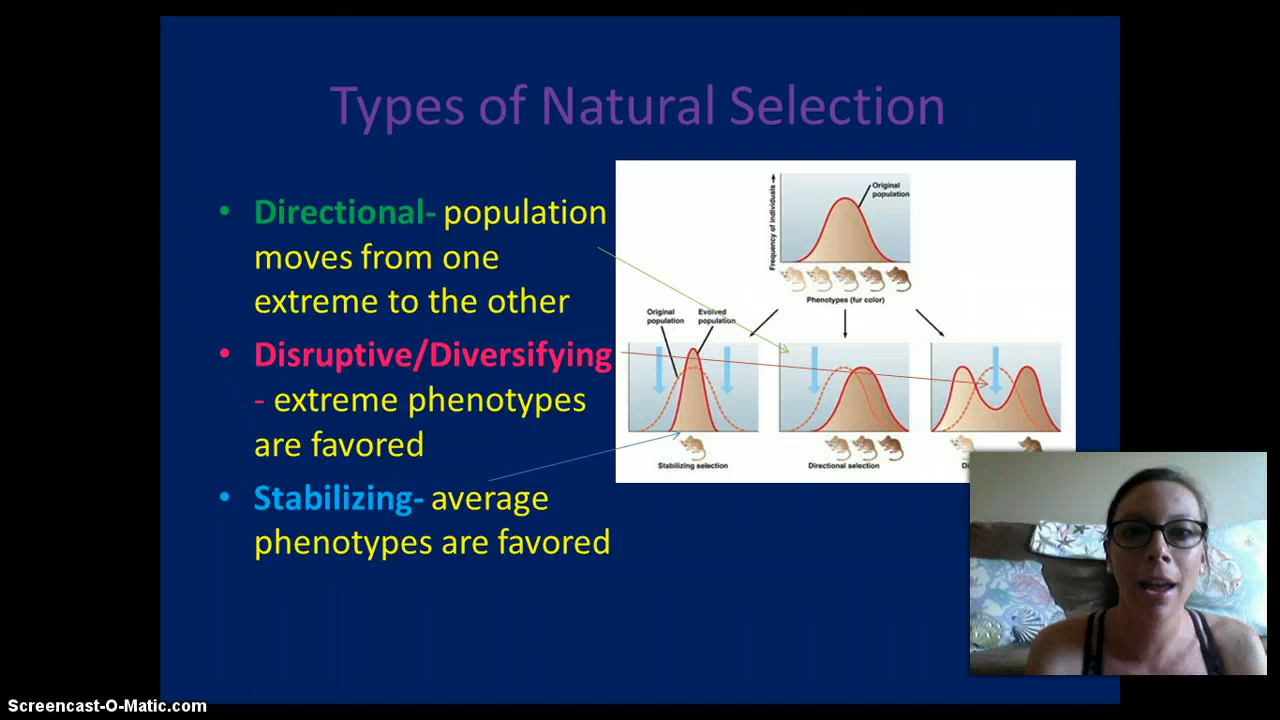 Types of Natural Selection
• Directional- population
moves from one
extreme to the other
• Disruptive/Diversifying
- extreme phenotypes
are favored
• Stabilizing- average
phenotypes are favored
Frequency of individuals
Original
population
Phenotypes (fur color)
Original
population
Evolved
population
Stabilizing selection
Directional selection
Screencast-O-Matic.com